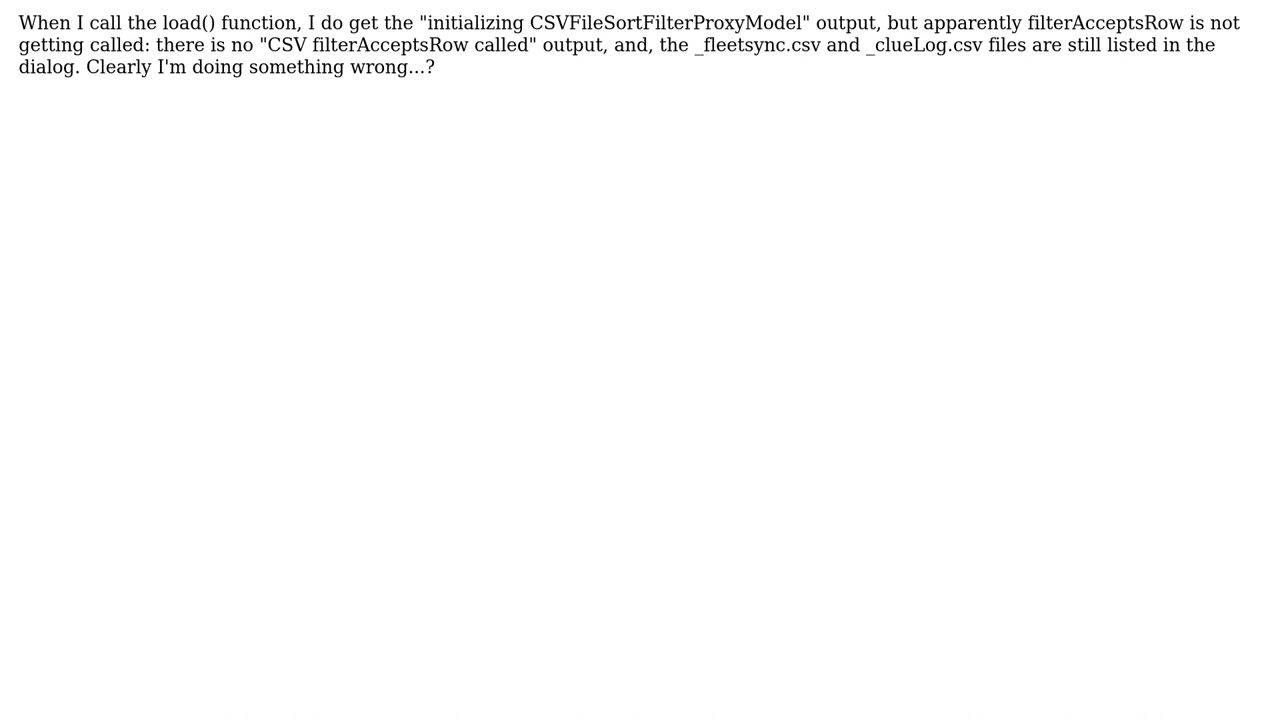 When I call the load() function, I do get the "initializing CSVFileSortFilterProxyModel" output, but apparently filterAcceptsRow is not
getting called: there is no "CSV filterAcceptsRow called" output, and, the _fleetsync.csv and _clueLog.csv files are still listed in the
dialog. Clearly I'm doing something wrong...?